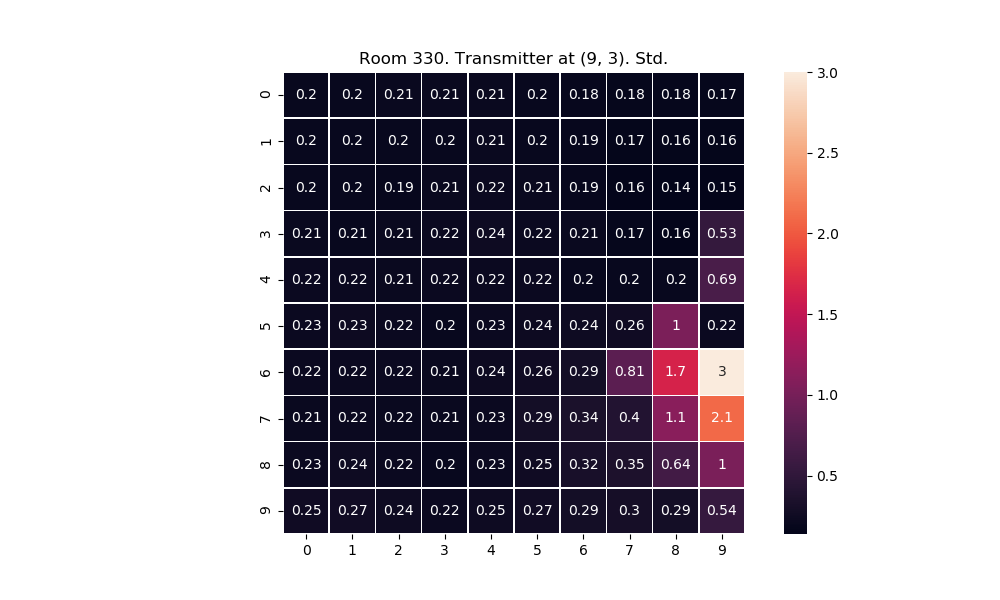 Room 330. Transmitter at (9, 3). Std.
0 0.2 0.2 0.21 0.21 0.21 0.2 0.18 0.18 0.18 0.17
1 0.2 0.2 0.2 0.2 0.21 0.2 0.19 0.17 0.16 0.16
2 0.2 0.2 0.19 0.21 0.22 0.21 0.19 0.16 0.14 0.15
3 0.21 0.21 0.21 0.22 0.24 0.22 0.21 0.17 0.16 0.53
4 0.22 0.22 0.21 0.22 0.22 0.22 0.2 0.2 0.2 0.69
5 0.23 0.23 0.22 0.2 0.23 0.24 0.24 0.26 1 0.22
6 0.22 0.22 0.22 0.21 0.24 0.26 0.29 0.81 1.7 3
7 0.21 0.22 0.22 0.21 0.23 0.29 0.34 0.4 1.1 2.1
8 0.23 0.24 0.22 0.2 0.23 0.25 0.32 0.35 0.64 1
9 0.25 0.27 0.24 0.22 0.25 0.27 0.29 0.3 0.29 0.54
0 1 2 3 4 5 6 7 8 9
3.0
2.5
2.0
1.5
1.0
0.5